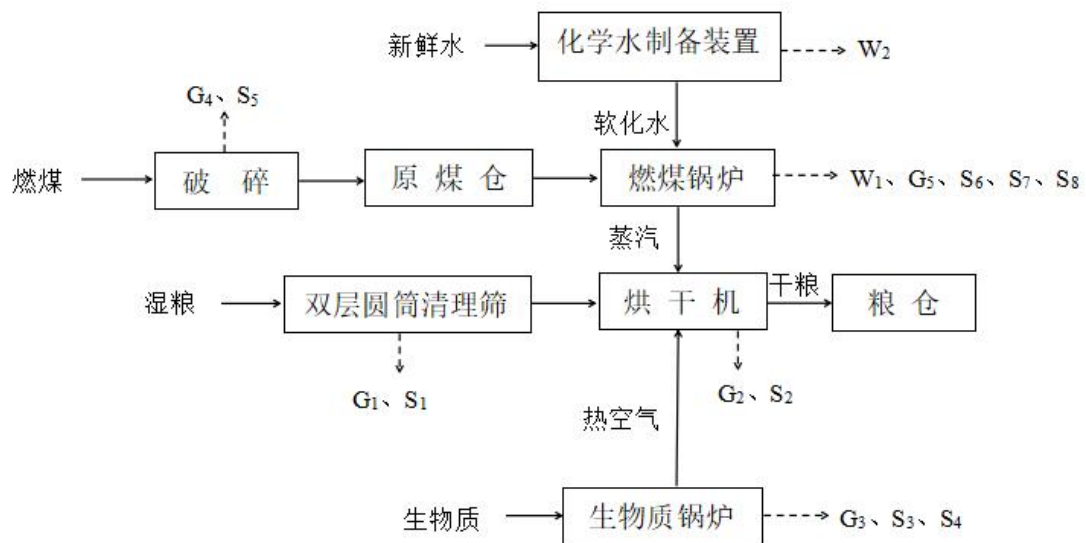 新鲜水
化学水制备装置
W₂
G₄、S₅
软化水
燃煤
破 碎
原 煤 仓
燃煤锅炉
W₁、G₅、S₆、S₇、S₈
蒸汽
湿粮
双层圆筒清理筛
烘 干 机
干粮
粮 仓
G₁、S₁
G₂、S₂
热空气
生物质
生物质锅炉
G₃、S₃、S₄